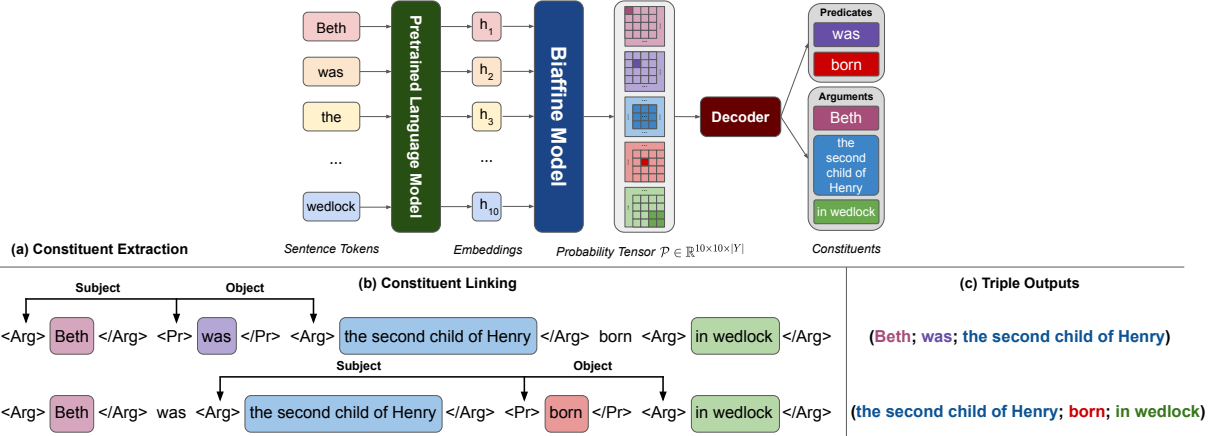 Beth
was
the
...
wedlock
Pretrained Language Model
h1
h2
h3
...
h10
Biaffine Model
Decoder
Predicates
was
born
Arguments
Beth
the
second
child of
Henry
in wedlock
(a) Constituent Extraction
Sentence Tokens
Embeddings
Probability Tensor 𝒫 ∈ ℝ^{10×10×|Y|}
Constituents
(b) Constituent Linking
Subject
Object
<Arg> Beth </Arg> <Pr> was </Pr> <Arg> the second child of Henry </Arg> born <Arg> in wedlock </Arg>
Subject
Object
<Arg> Beth </Arg> was <Arg> the second child of Henry </Arg> <Pr> born </Pr> <Arg> in wedlock </Arg>
(c) Triple Outputs
(Beth; was; the second child of Henry)
(the second child of Henry; born; in wedlock)